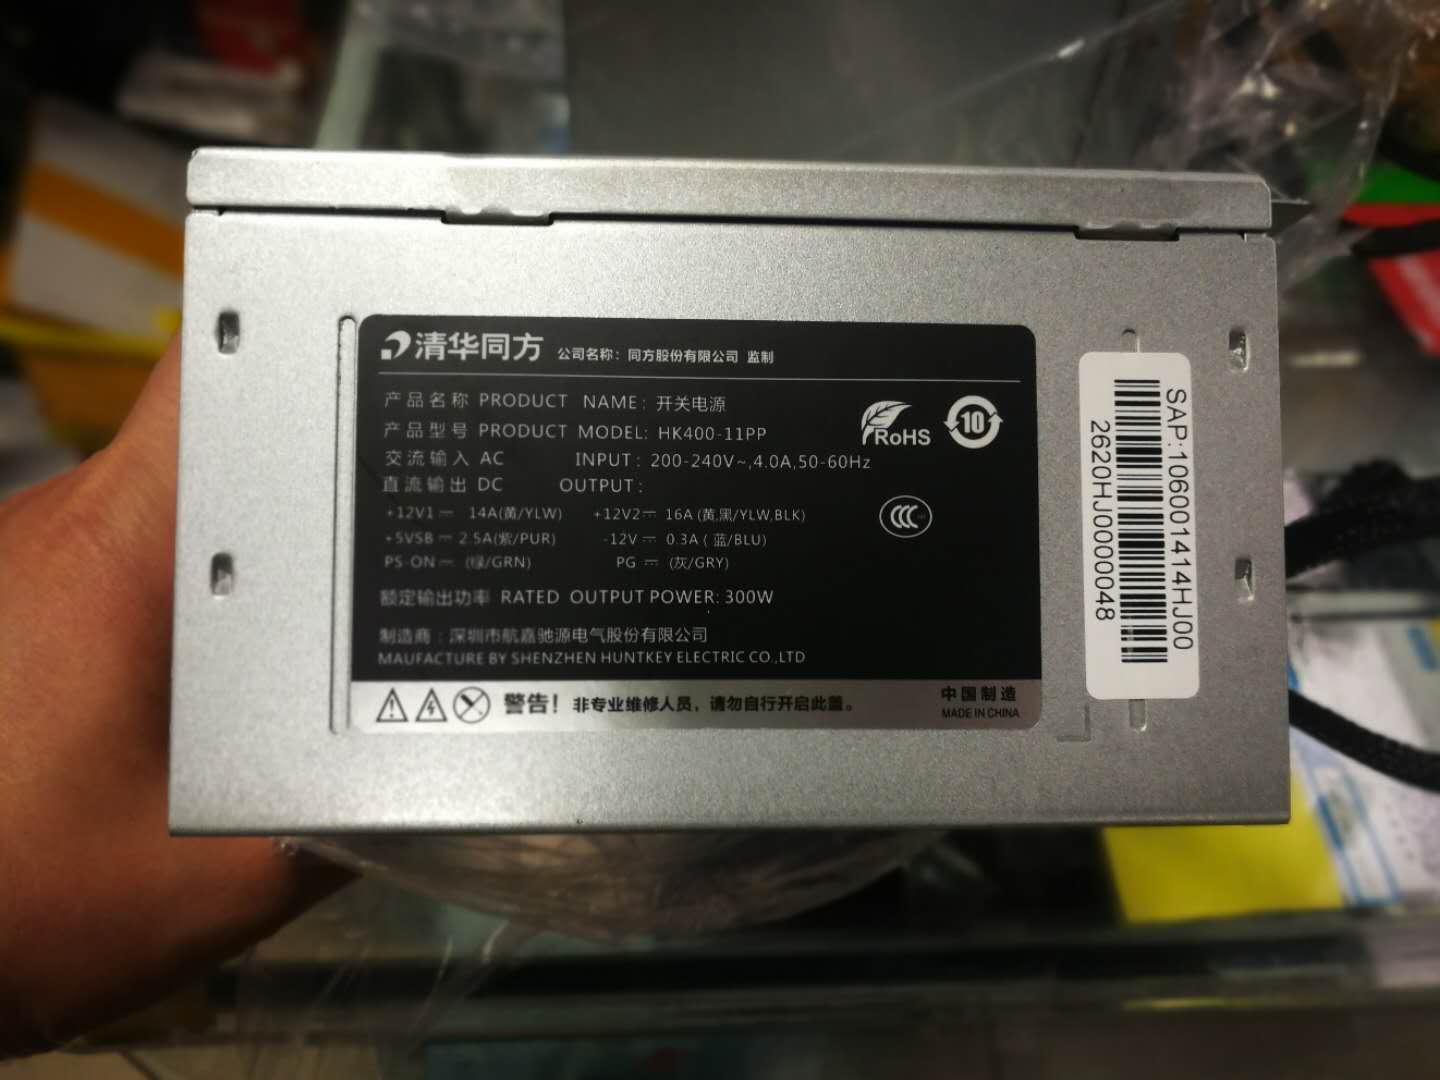 清华同方 公司名称：同方股份有限公司 监制
产品名称 PRODUCT NAME：开关电源
产品型号 PRODUCT MODEL: HK400-11PP
交流输入 AC INPUT：200-240V~,4.0A,50-60Hz
直流输出 DC OUTPUT：
+12V1⎓ 14A(黄/YLW) +12V2⎓ 16A (黄,黑/YLW,BLK)
+5VSB⎓ 2.5A(紫/PUR) -12V⎓ 0.3A ( 蓝/BLU)
PS-ON⎓ (绿/GRN) PG⎓ (灰/GRY)
额定输出功率 RATED OUTPUT POWER: 300W
制造商：深圳市航嘉驰源电气股份有限公司
MAUFACTURE BY SHENZHEN HUNTKEY ELECTRIC CO.,LTD
RoHS
10
CCC
警告！非专业维修人员，请勿自行开启此盖。
中国制造
MADE IN CHINA
SAP:106001414HJ00
2620HJ0000048